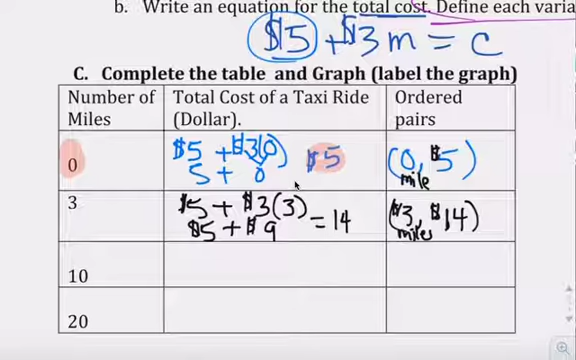 b. Write an equation for the total cost. Define each varia
$5 + $3m = c
C. Complete the table and Graph (label the graph)
Number of Miles
Total Cost of a Taxi Ride (Dollar).
Ordered pairs
0
$5 + $3(0)
5 + 0
$5
(0, $5)
mile
3
$5 + $3(3)
$5 + $9
= 14
($3, $14)
miles
10
20